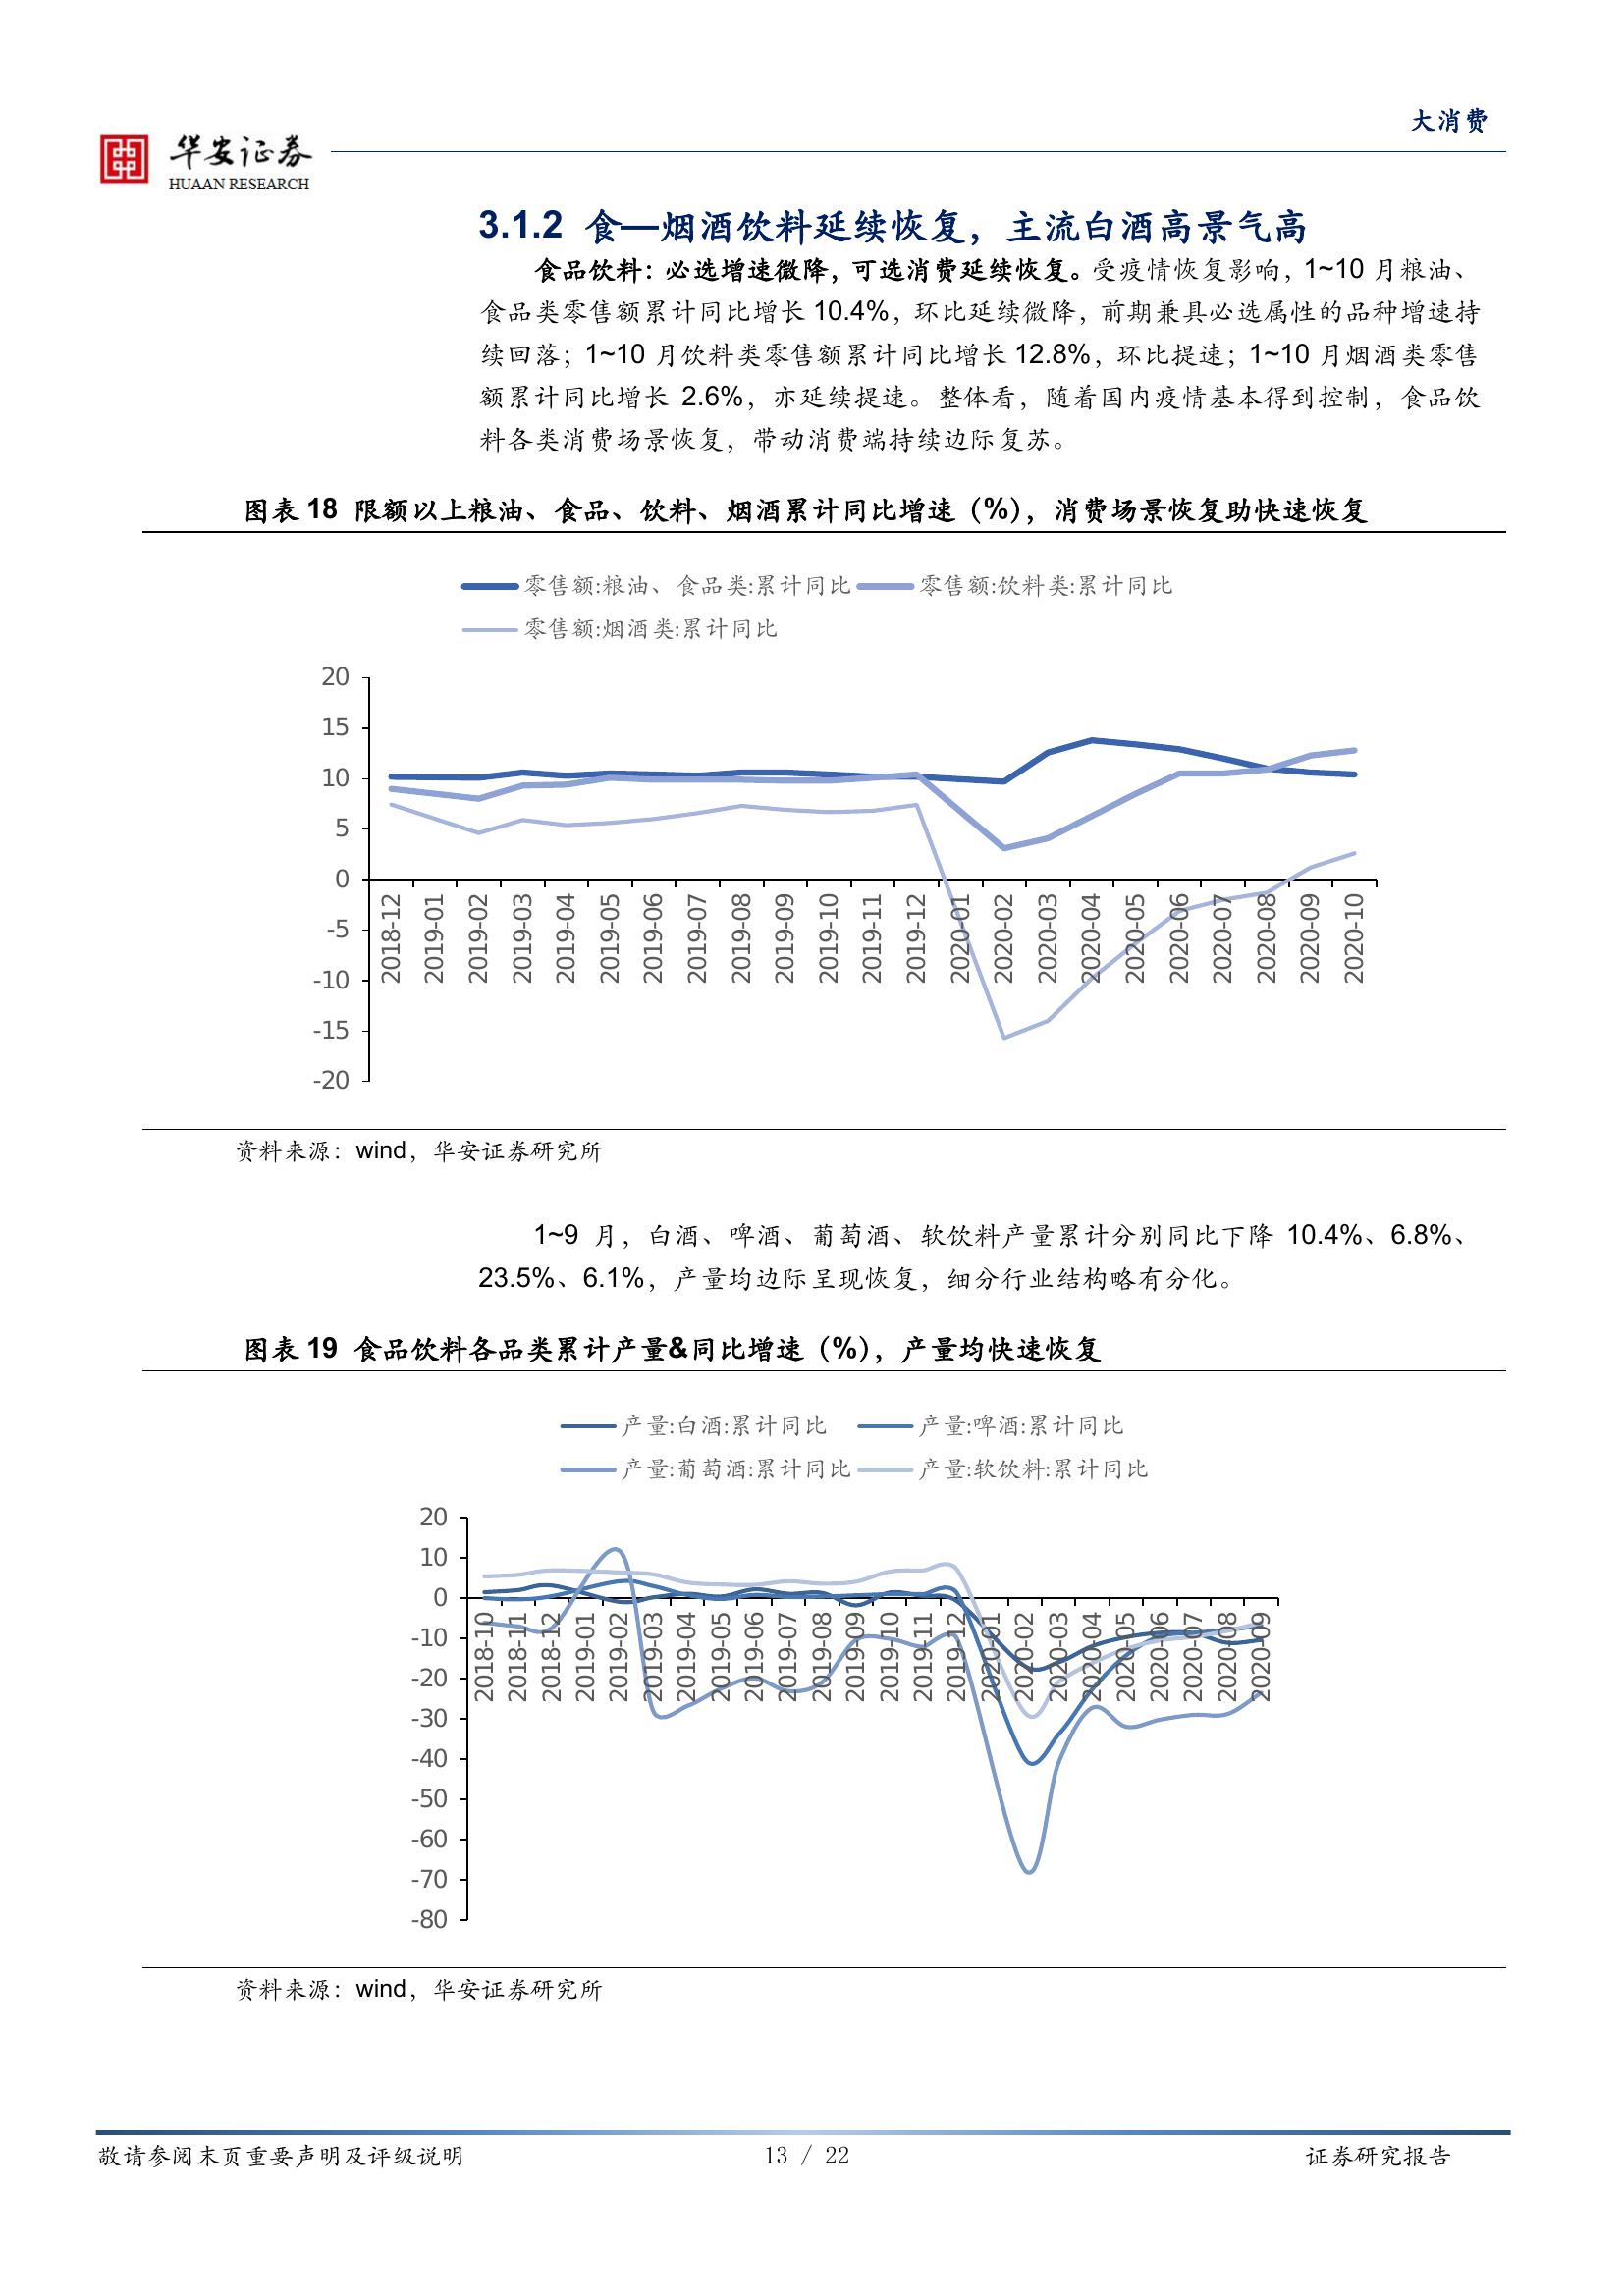 大消费
华安证券
HUAAN RESEARCH
3.1.2 食—烟酒饮料延续恢复，主流白酒高景气高
食品饮料：必选增速微降，可选消费延续恢复。受疫情恢复影响，1~10 月粮油、
食品类零售额累计同比增长 10.4%，环比延续微降，前期兼具必选属性的品种增速持
续回落；1~10 月饮料类零售额累计同比增长 12.8%，环比提速；1~10 月烟酒类零售
额累计同比增长 2.6%，亦延续提速。整体看，随着国内疫情基本得到控制，食品饮
料各类消费场景恢复，带动消费端持续边际复苏。
图表 18 限额以上粮油、食品、饮料、烟酒累计同比增速（%），消费场景恢复助快速恢复
零售额:粮油、食品类:累计同比 零售额:饮料类:累计同比
零售额:烟酒类:累计同比
20
15
10
5
0
-5
-10
-15
-20
2018-12 2019-01 2019-02 2019-03 2019-04 2019-05 2019-06 2019-07 2019-08 2019-09 2019-10 2019-11 2019-12 2020-01 2020-02 2020-03 2020-04 2020-05 2020-06 2020-07 2020-08 2020-09 2020-10
资料来源：wind，华安证券研究所
1~9 月，白酒、啤酒、葡萄酒、软饮料产量累计分别同比下降 10.4%、6.8%、
23.5%、6.1%，产量均边际呈现恢复，细分行业结构略有分化。
图表 19 食品饮料各品类累计产量&同比增速（%），产量均快速恢复
产量:白酒:累计同比 产量:啤酒:累计同比
产量:葡萄酒:累计同比 产量:软饮料:累计同比
20
10
0
-10
-20
-30
-40
-50
-60
-70
-80
2018-10 2018-11 2018-12 2019-01 2019-02 2019-03 2019-04 2019-05 2019-06 2019-07 2019-08 2019-09 2019-10 2019-11 2019-12 2020-01 2020-02 2020-03 2020-04 2020-05 2020-06 2020-07 2020-08 2020-09
资料来源：wind，华安证券研究所
敬请参阅末页重要声明及评级说明 13 / 22 证券研究报告